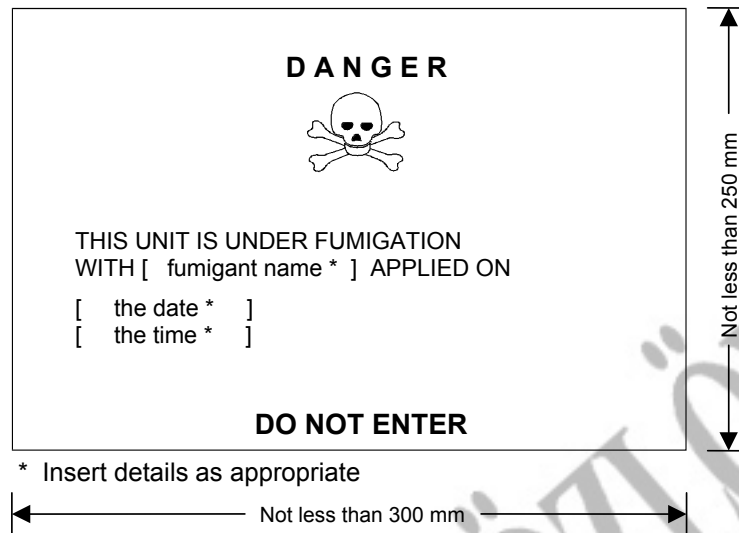 D A N G E R
THIS UNIT IS UNDER FUMIGATION
WITH [ fumigant name * ] APPLIED ON
[ the date * ]
[ the time * ]
DO NOT ENTER
Not less than 250 mm
* Insert details as appropriate
Not less than 300 mm